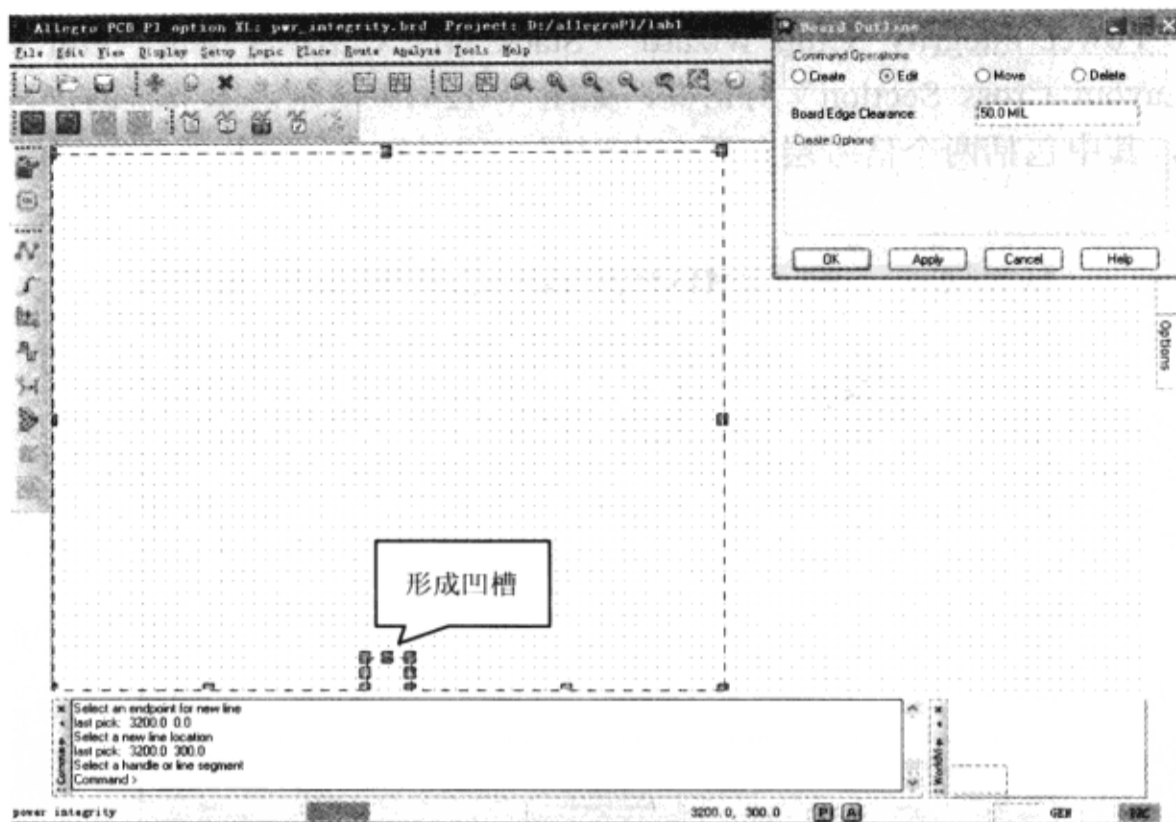 Allegro PCB PI option XL: pwr_integrity.brd Project: D:/allegroPI/lab1
File Edit View Display Setup Logic Place Route Analyze Tools Help
Board Outline
Command Operations
Create Edit Move Delete
Board Edge Clearance: 50.0 MIL
Create Options
OK Apply Cancel Help
Options
形成凹槽
Select an endpoint for new line
last pick: 3200.0 0.0
Select a new line location
last pick: 3200.0 300.0
Select a handle or line segment
Command >
Command
WorldView
power integrity
3200.0, 300.0
P A
GEN